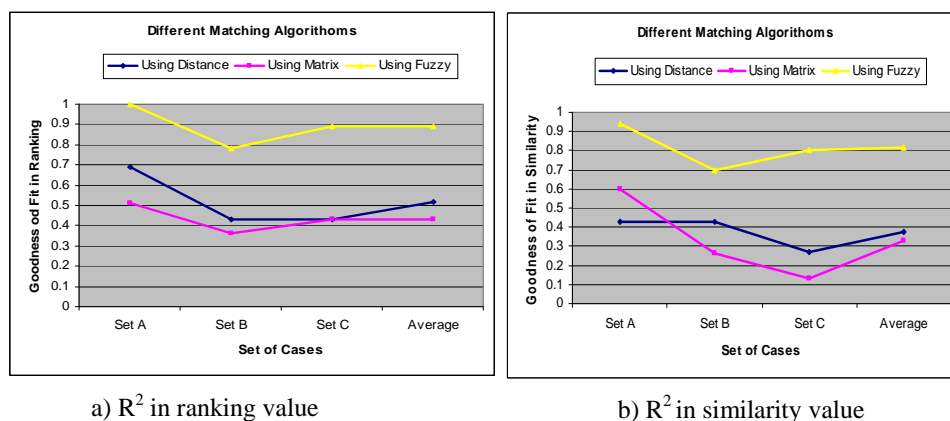 Different Matching Algorithoms
Using Distance Using Matrix Using Fuzzy
Goodness od Fit in Ranking
1
0.9
0.8
0.7
0.6
0.5
0.4
0.3
0.2
0.1
0
Set A Set B Set C Average
Set of Cases
a) R² in ranking value
Different Matching Algorithoms
Using Distance Using Matrix Using Fuzzy
Goodness of Fit in Similarity
1
0.9
0.8
0.7
0.6
0.5
0.4
0.3
0.2
0.1
0
Set A Set B Set C Average
Set of Cases
b) R² in similarity value